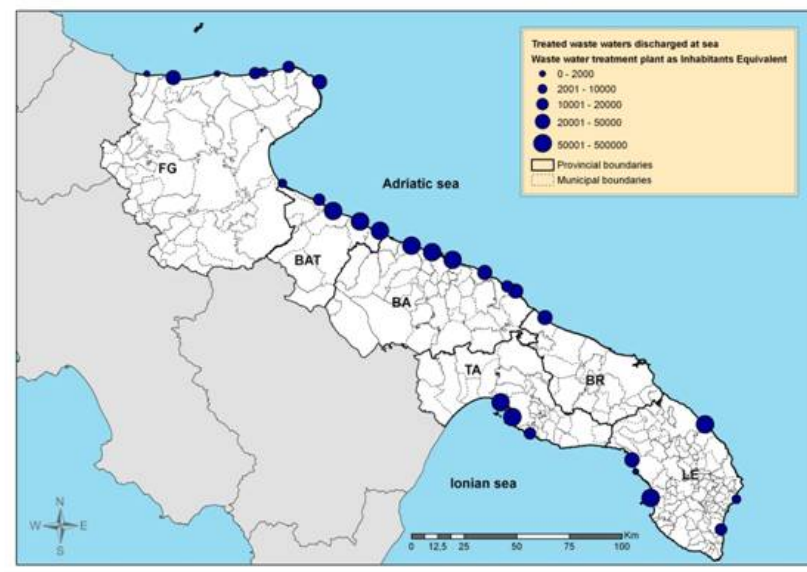 Treated waste waters discharged at sea
Waste water treatment plant as Inhabitants Equivalent
0 - 2000
2001 - 10000
10001 - 20000
20001 - 50000
50001 - 500000
Provincial boundaries
Municipal boundaries
FG
Adriatic sea
BAT
BA
TA
BR
LE
Ionian sea
N
W E
S
Km
0 12,5 25 50 75 100